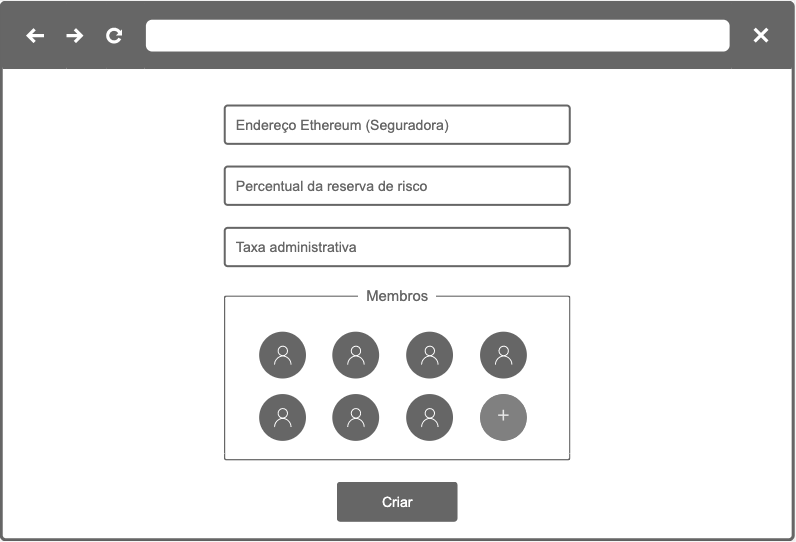 Endereço Ethereum (Seguradora)
Percentual da reserva de risco
Taxa administrativa
Membros
+
Criar